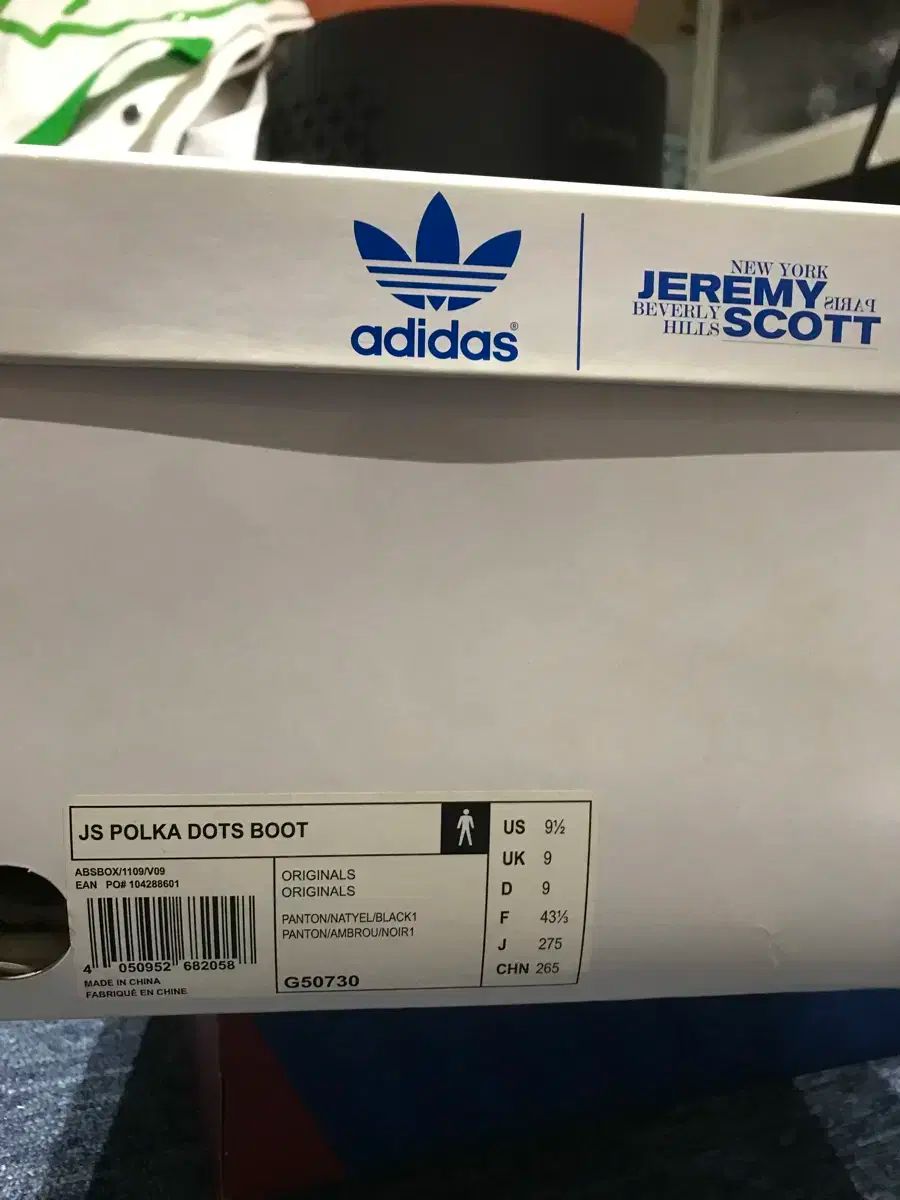 adidas®
NEW YORK
JEREMY
PARIS
BEVERLY
HILLS
SCOTT
JS POLKA DOTS BOOT
ABSBOX/1109/V09
EAN PO# 104288601
4 050952 682058
MADE IN CHINA
FABRIQUÉ EN CHINE
ORIGINALS
ORIGINALS
PANTON/NATYEL/BLACK1
PANTON/AMBROU/NOIR1
G50730
US 9½
UK 9
D 9
F 43⅓
J 275
CHN 265